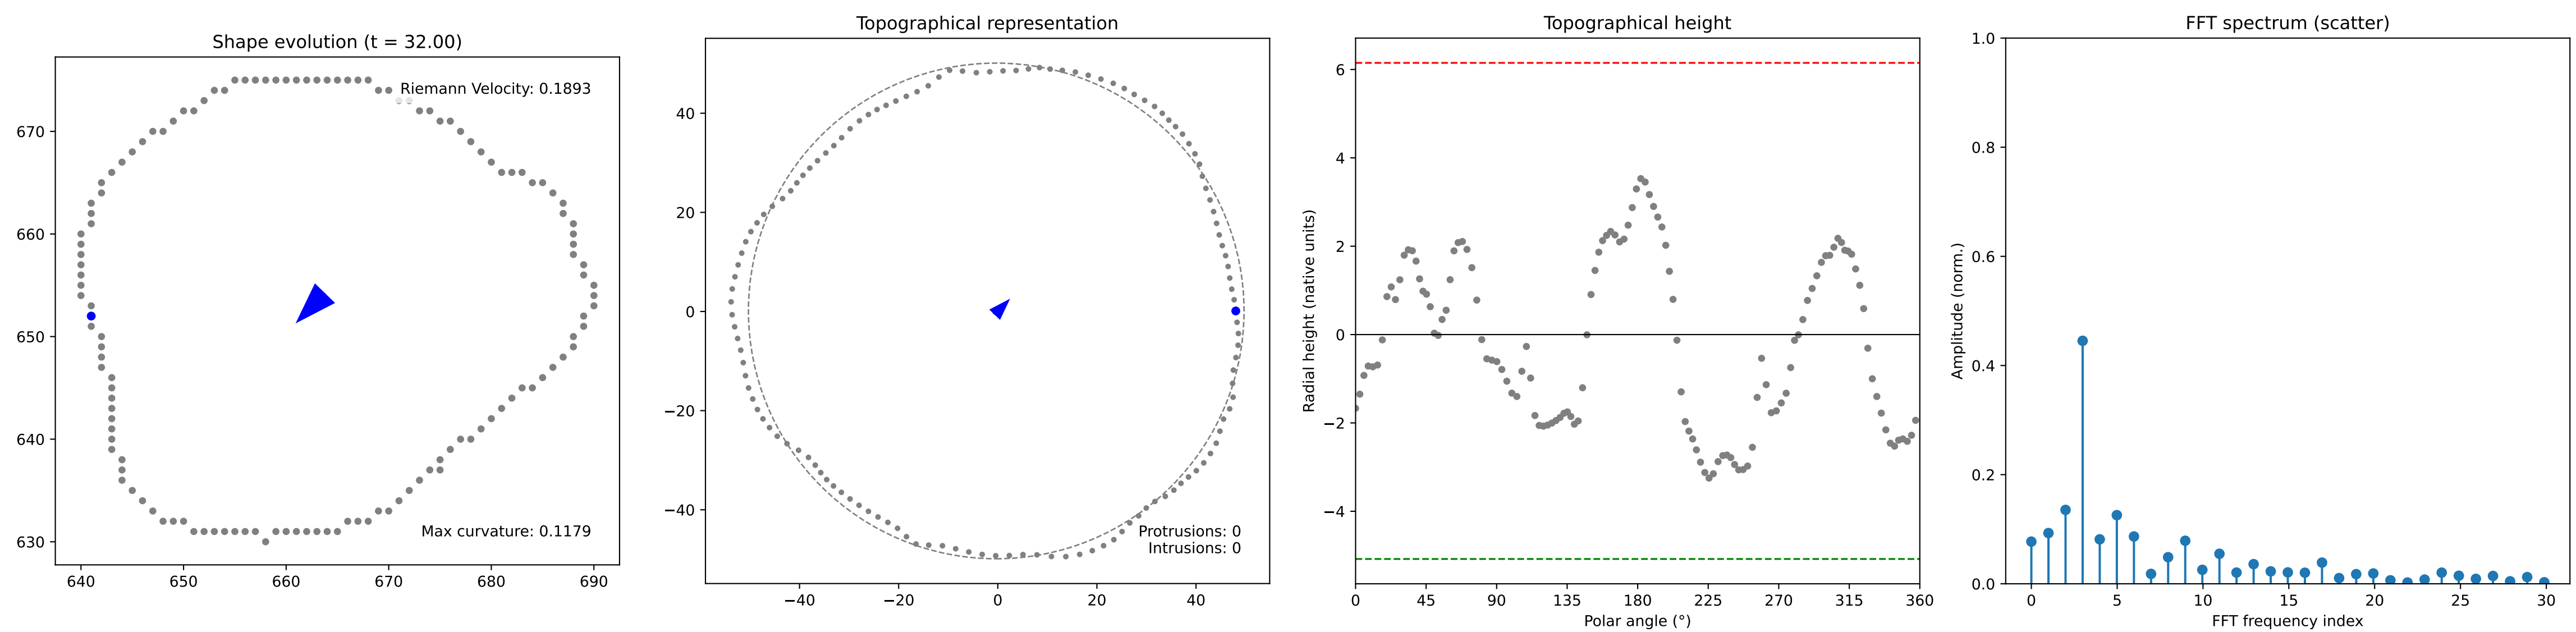 Shape evolution (t = 32.00)
Riemann Velocity: 0.1893
Max curvature: 0.1179
670
660
650
640
630
640 650 660 670 680 690
Topographical representation
40
20
0
−20
−40
−40 −20 0 20 40
Protrusions: 0
Intrusions: 0
Topographical height
Radial height (native units)
6
4
2
0
−2
−4
0 45 90 135 180 225 270 315 360
Polar angle (°)
FFT spectrum (scatter)
Amplitude (norm.)
1.0
0.8
0.6
0.4
0.2
0.0
0 5 10 15 20 25 30
FFT frequency index